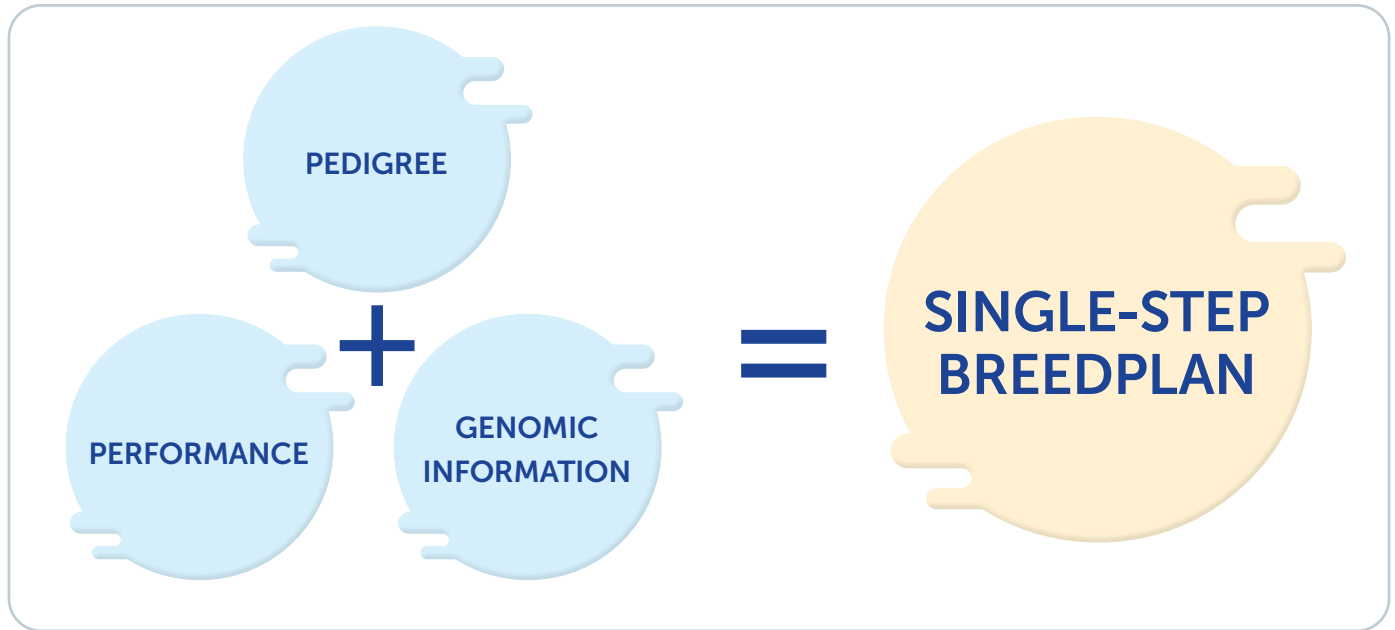 PEDIGREE
+
PERFORMANCE
GENOMIC
INFORMATION
=
SINGLE-STEP
BREEDPLAN